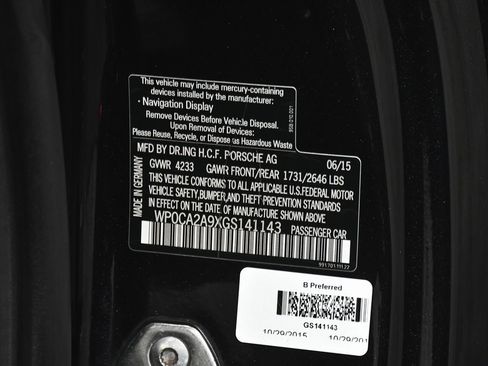 This vehicle may include mercury-containing
devices installed by the manufacturer:
• Navigation Display
Remove Devices Before Vehicle Disposal.
Upon Removal of Devices:
Please Reuse, Recycle, or Dispose as Hazardous Waste
MFD BY DR.ING H.C.F. PORSCHE AG 06/15
GVWR 4233 GAWR FRONT/REAR 1731/2646 LBS
THIS VEHICLE CONFORMS TO ALL APPLICABLE U.S.FEDERAL MOTOR
VEHICLE SAFETY,BUMPER,AND THEFT PREVENTION STANDARDS
IN EFFECT ON THE DATE OF MANUFACTURE SHOWN ABOVE
WP0CA2A9XGS141143 PASSENGER CAR
MADE IN GERMANY
99170111122
B Preferred
GS141143
10/29/2015 10/29/201